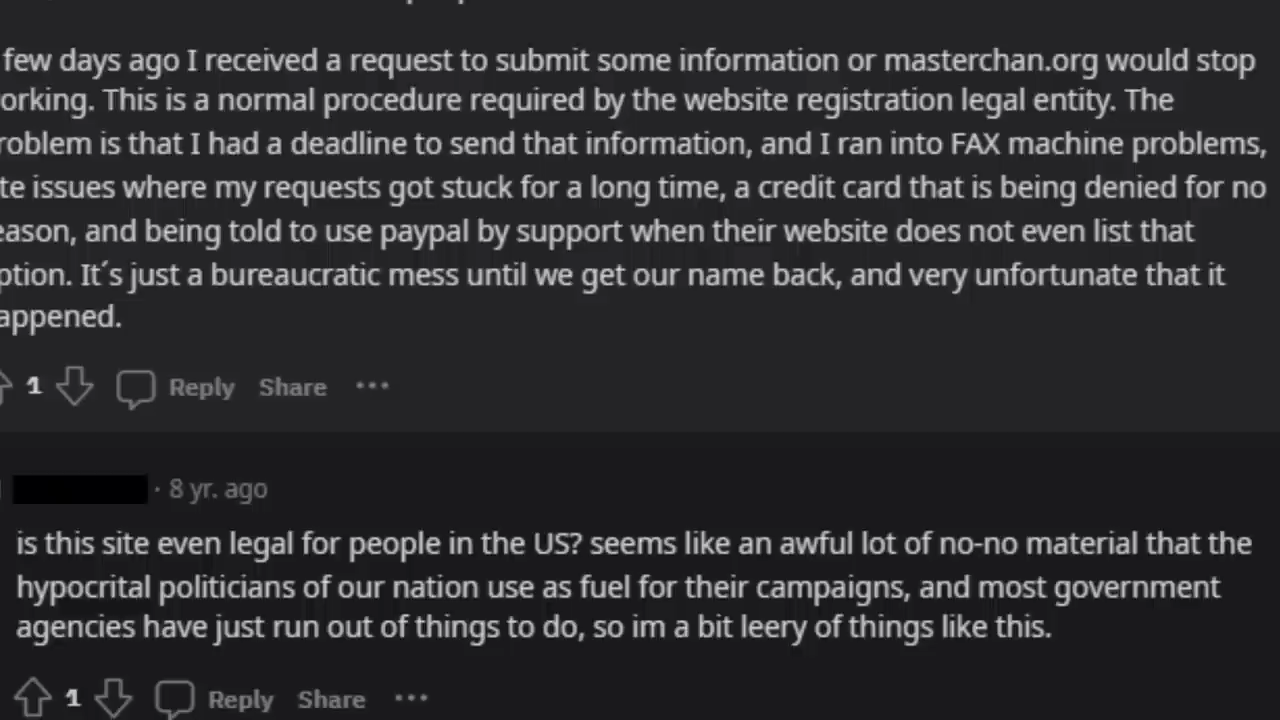 few days ago I received a request to submit some information or masterchan.org would stop
orking. This is a normal procedure required by the website registration legal entity. The
roblem is that I had a deadline to send that information, and I ran into FAX machine problems,
te issues where my requests got stuck for a long time, a credit card that is being denied for no
eason, and being told to use paypal by support when their website does not even list that
ption. It´s just a bureaucratic mess until we get our name back, and very unfortunate that it
appened.
1 Reply Share ···
· 8 yr. ago
is this site even legal for people in the US? seems like an awful lot of no-no material that the
hypocrital politicians of our nation use as fuel for their campaigns, and most government
agencies have just run out of things to do, so im a bit leery of things like this.
1 Reply Share ···